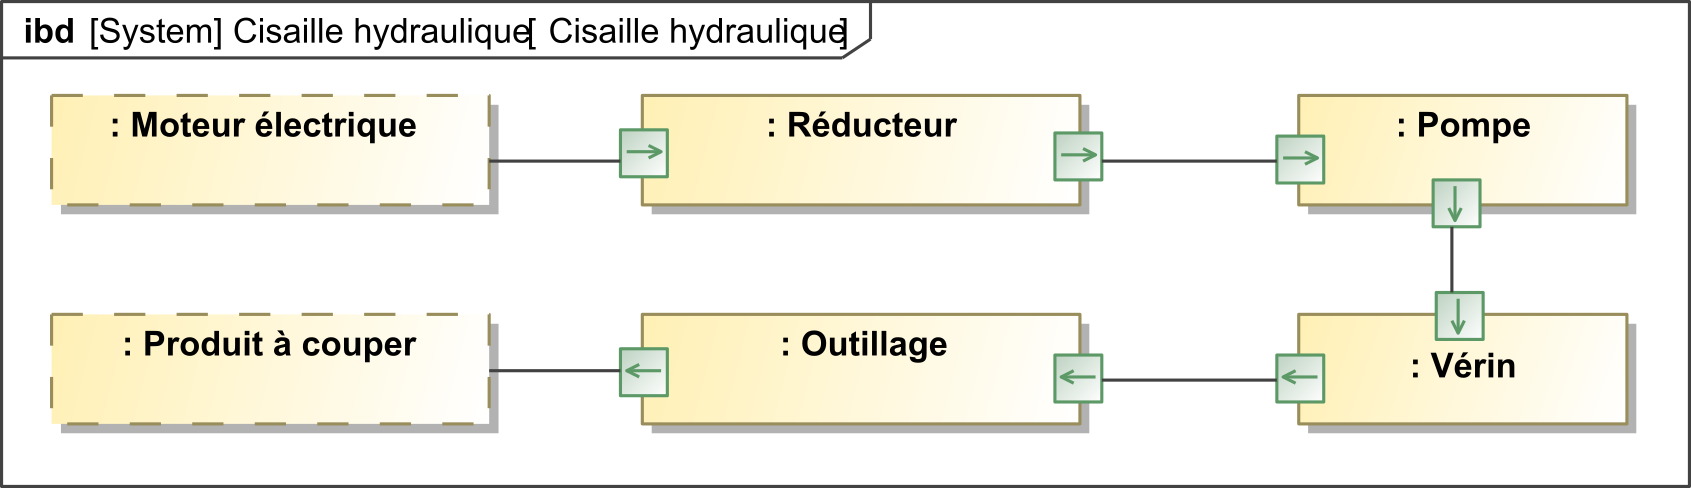 ibd [System] Cisaille hydraulique[ Cisaille hydraulique]
: Moteur électrique
: Réducteur
: Pompe
: Produit à couper
: Outillage
: Vérin